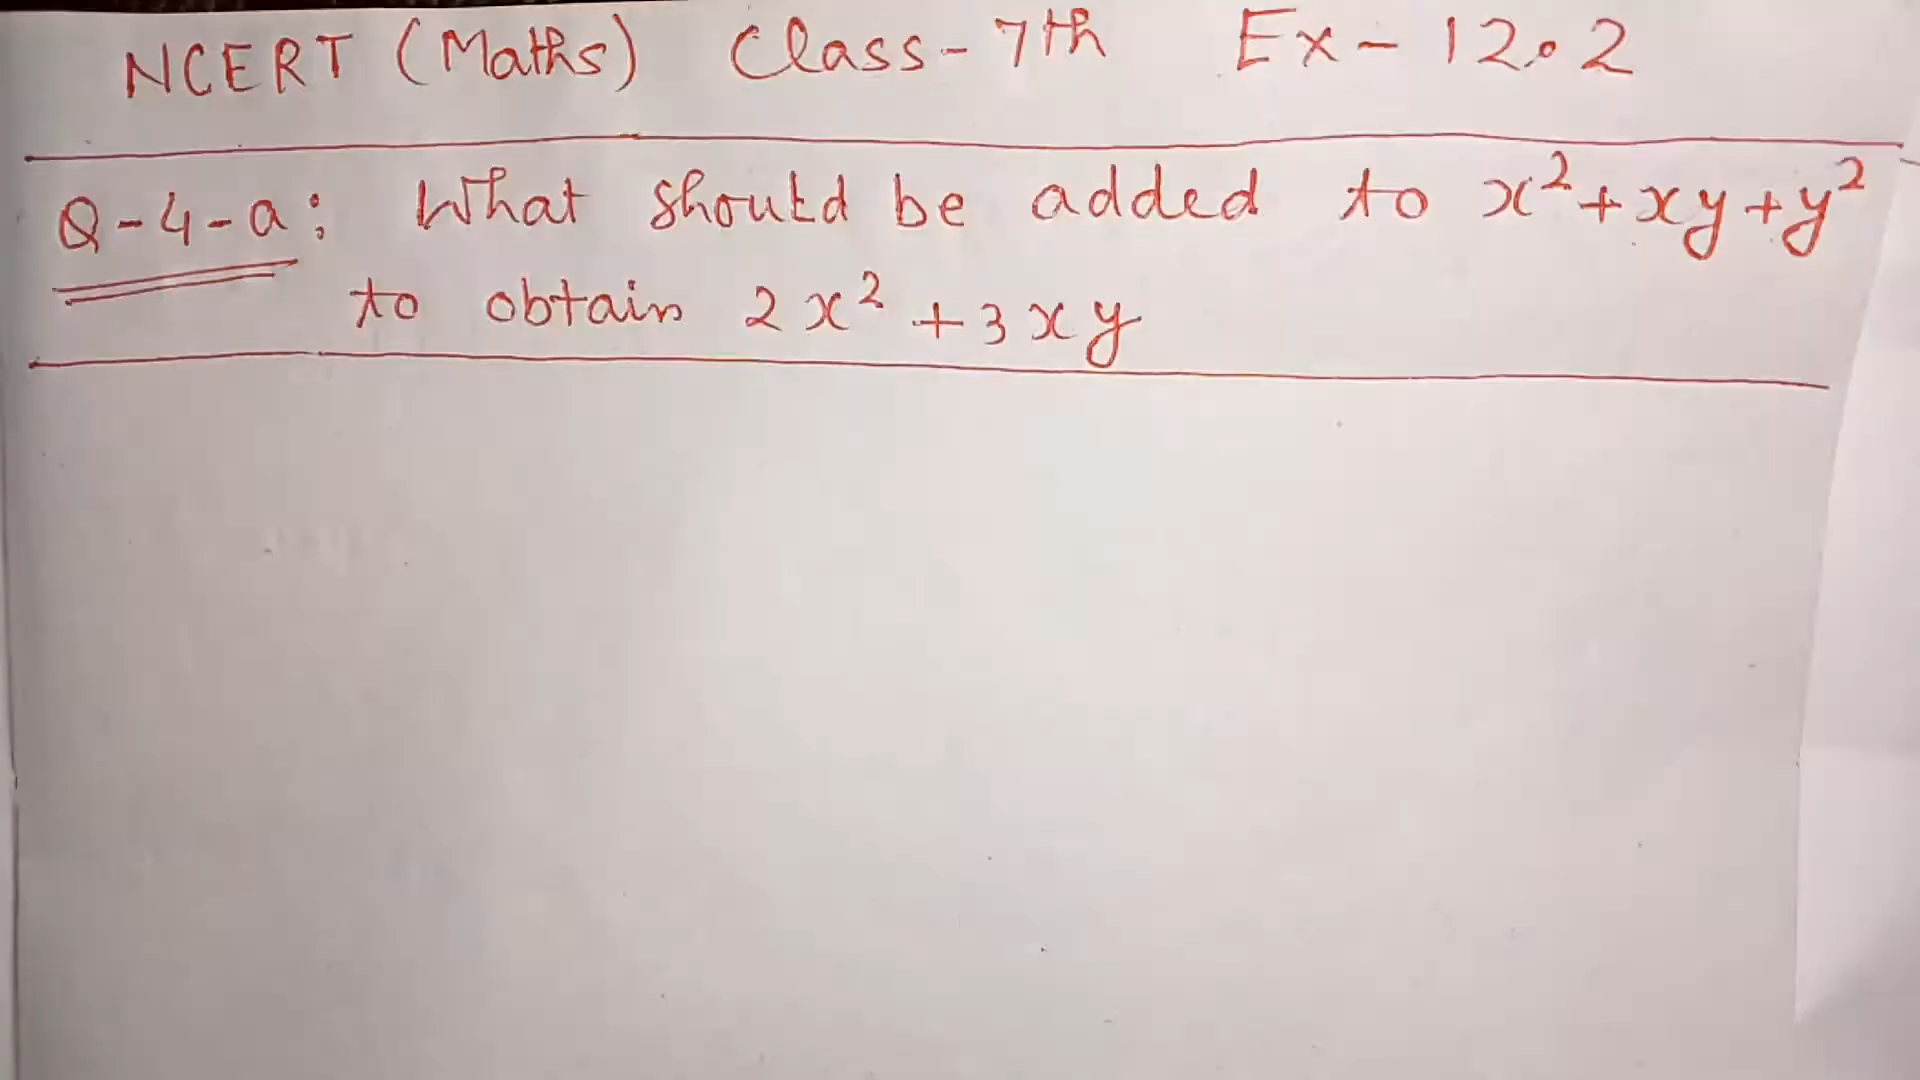 NCERT (Maths) Class-7th Ex-12.2
Q-4-a: What should be added to x²+xy+y²
to obtain 2x²+3xy